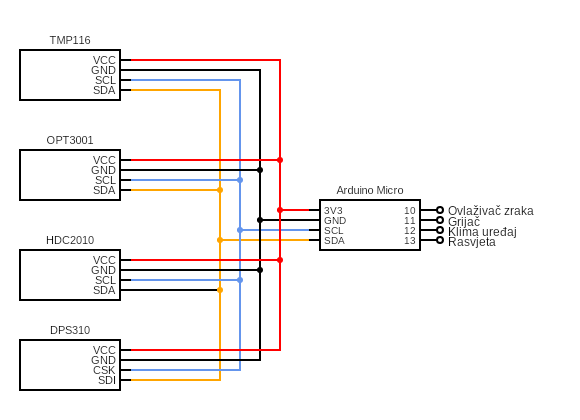 TMP116
VCC
GND
SCL
SDA
OPT3001
VCC
GND
SCL
SDA
HDC2010
VCC
GND
SCL
SDA
DPS310
VCC
GND
CSK
SDI
Arduino Micro
3V3 10 Ovlaživač zraka
GND 11 Grijač
SCL 12 Klima uređaj
SDA 13 Rasvjeta